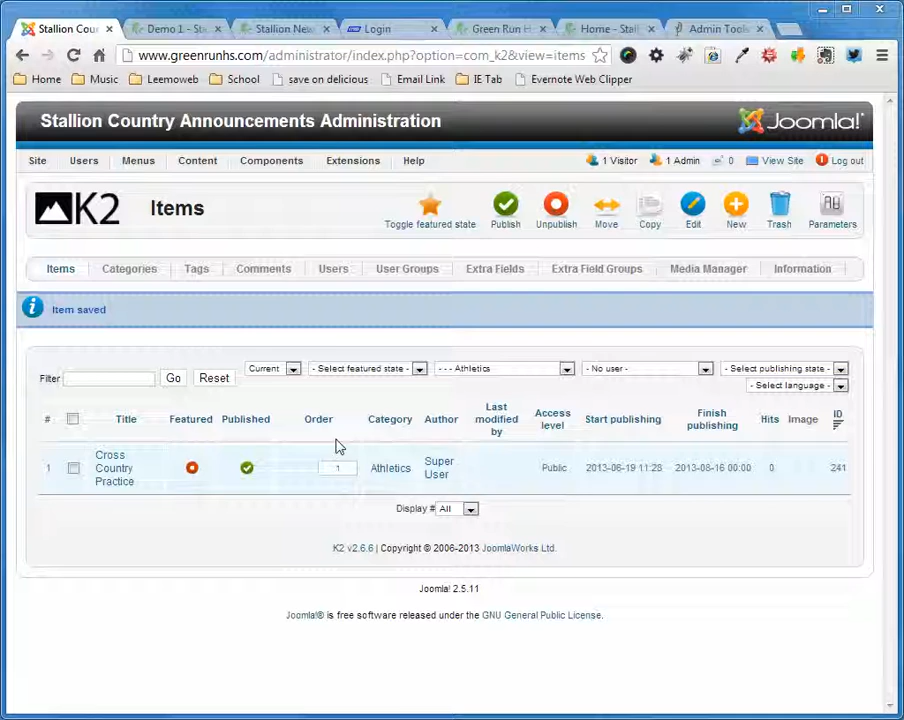 Stallion Cour
Demo 1 - Sta
Stallion New
Login
Green Run H
Home - Stall
Admin Tools
www.greenrunhs.com/administrator/index.php?option=com_k2&view=items
Home
Music
Leemoweb
School
save on delicious
Email Link
IE Tab
Evernote Web Clipper
Stallion Country Announcements Administration
Joomla!
Site Users Menus Content Components Extensions Help
1 Visitor 1 Admin 0 View Site Log out
K2 Items
Toggle featured state Publish Unpublish Move Copy Edit New Trash Parameters
Items Categories Tags Comments Users User Groups Extra Fields Extra Field Groups Media Manager Information
Item saved
Filter Go Reset
Current - Select featured state - - - - Athletics - No user - - Select publishing state -
- Select language -
# Title Featured Published Order Category Author Last modified by Access level Start publishing Finish publishing Hits Image ID
1 Cross Country Practice 1 Athletics Super User Public 2013-06-19 11:28 2013-08-16 00:00 0 241
Display # All
K2 v2.6.6 | Copyright © 2006-2013 JoomlaWorks Ltd.
Joomla! 2.5.11
Joomla!® is free software released under the GNU General Public License.